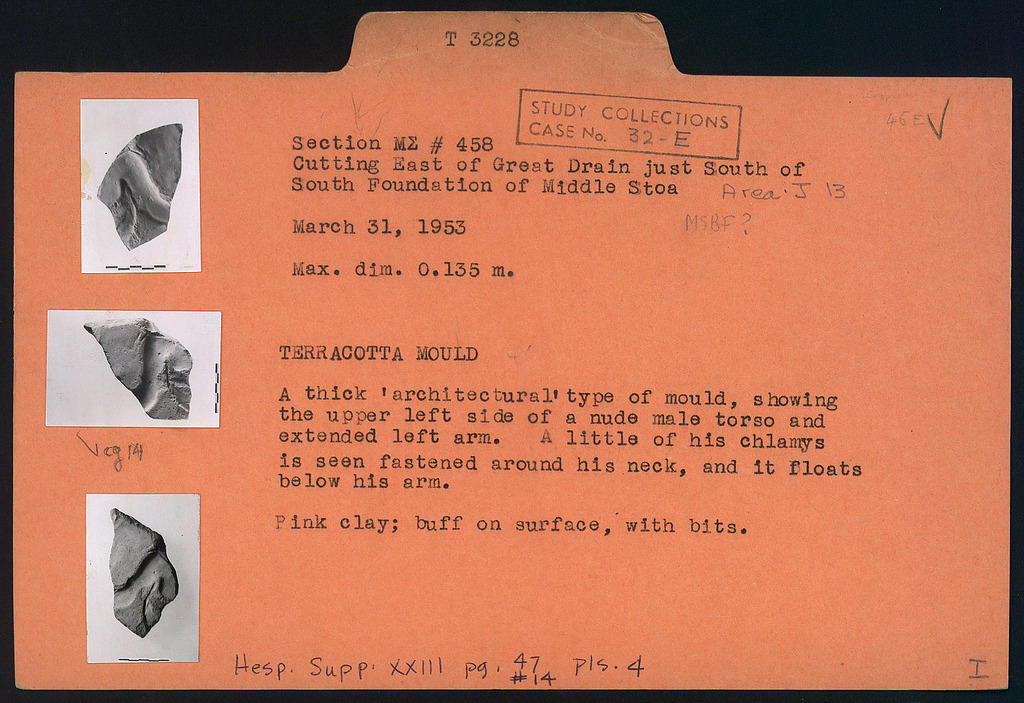 T 3228
STUDY COLLECTIONS
CASE No. 32-E
46E
Section ΜΣ # 458
Cutting East of Great Drain just South of
South Foundation of Middle Stoa
Area: J 13
MSBF?
March 31, 1953
Max. dim. 0.135 m.
TERRACOTTA MOULD
A thick 'architectural' type of mould, showing
the upper left side of a nude male torso and
extended left arm. A little of his chlamys
is seen fastened around his neck, and it floats
below his arm.
Pink clay; buff on surface, with bits.
Hesp. Supp. XXIII pg. 47 pls. 4
#14
I